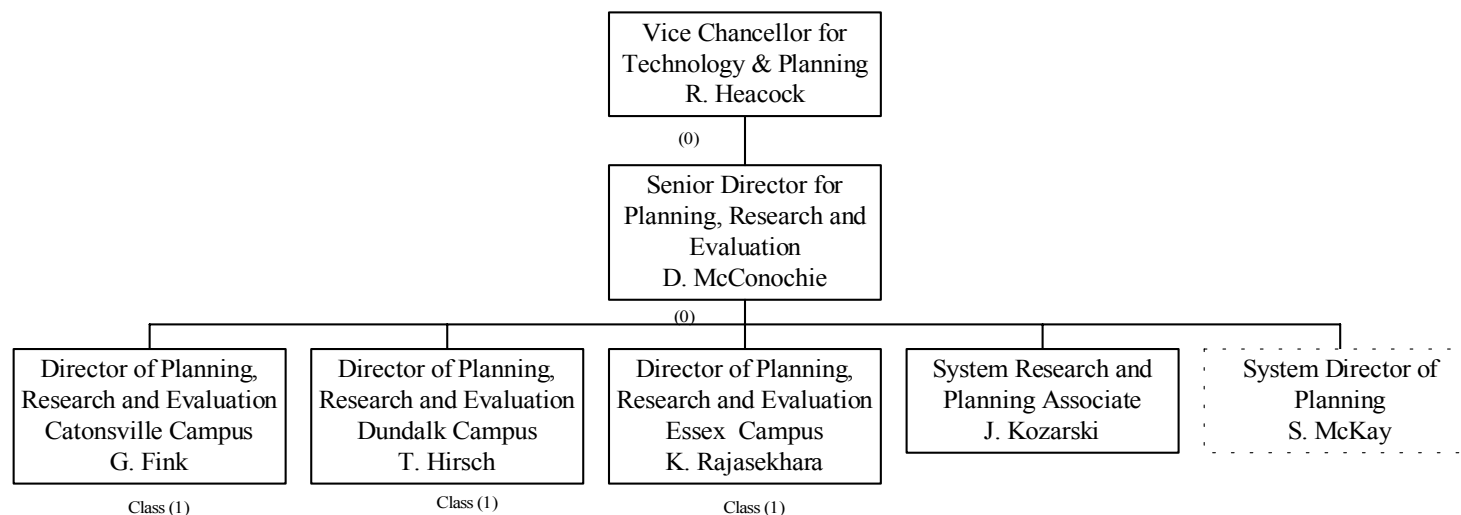 Vice Chancellor for
Technology & Planning
R. Heacock
(0)
Senior Director for
Planning, Research and
Evaluation
D. McConochie
(0)
Director of Planning,
Research and Evaluation
Catonsville Campus
G. Fink
Class (1)
Director of Planning,
Research and Evaluation
Dundalk Campus
T. Hirsch
Class (1)
Director of Planning,
Research and Evaluation
Essex Campus
K. Rajasekhara
Class (1)
System Research and
Planning Associate
J. Kozarski
System Director of
Planning
S. McKay